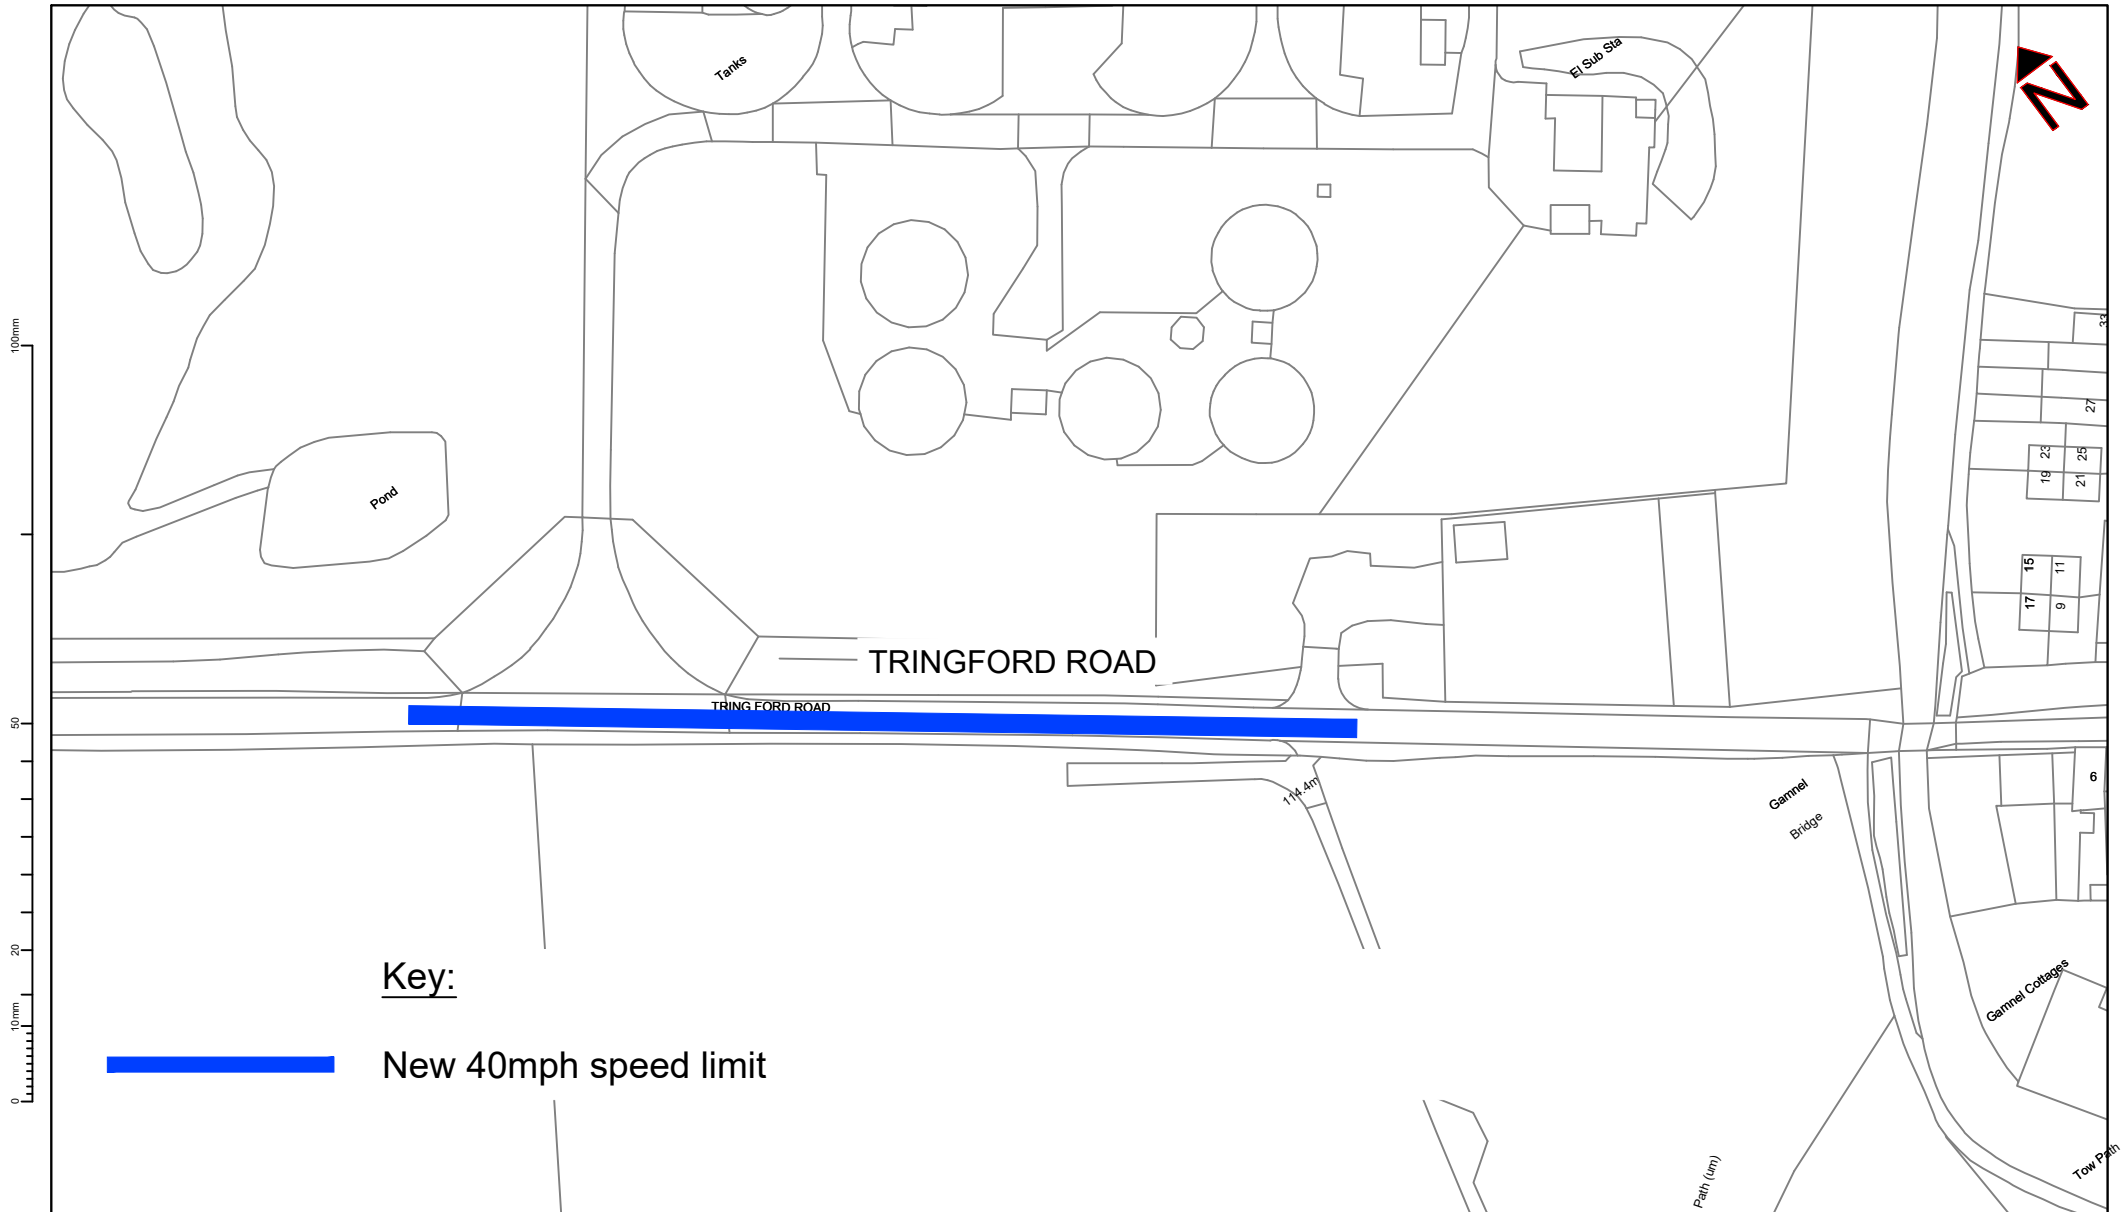 Tanks
El Sub Sta
N
33
100mm
27
23
25
19
21
Pond
15
11
17
9
TRINGFORD ROAD
TRING FORD ROAD
50
114.4m
6
Gamnel
Bridge
20
Key:
Gamnel Cottages
10mm
New 40mph speed limit
0
Tow Path
Path (um)